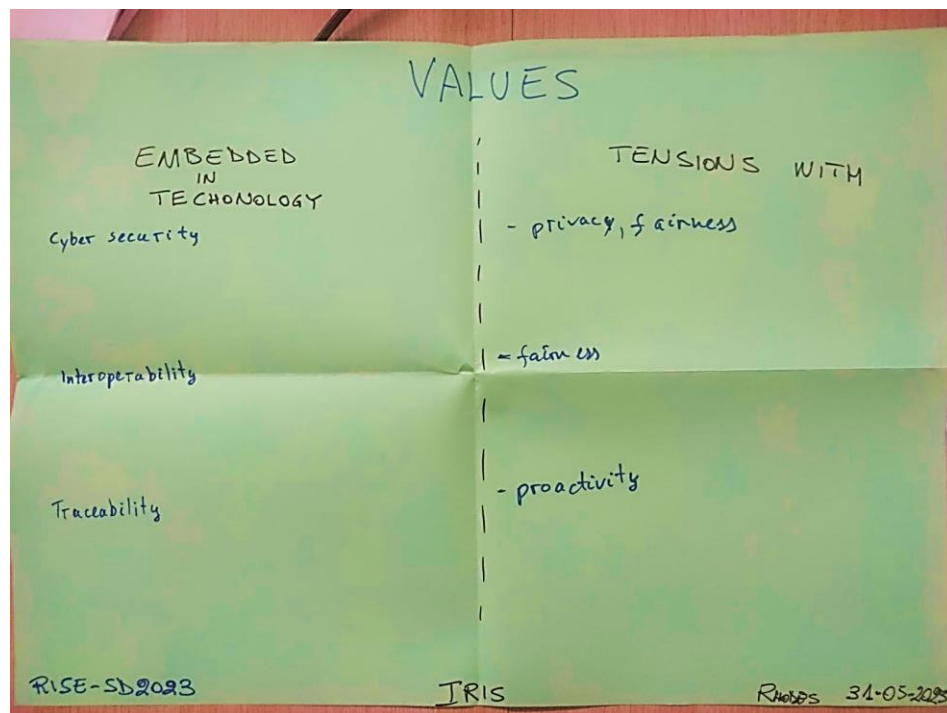 VALUES
EMBEDDED
IN
TECHONOLOGY
TENSIONS WITH
Cyber security
- privacy, fairness
Interoperability
- fairness
Traceability
- proactivity
RISE-SD2023
IRIS
RHODES 31-05-2023